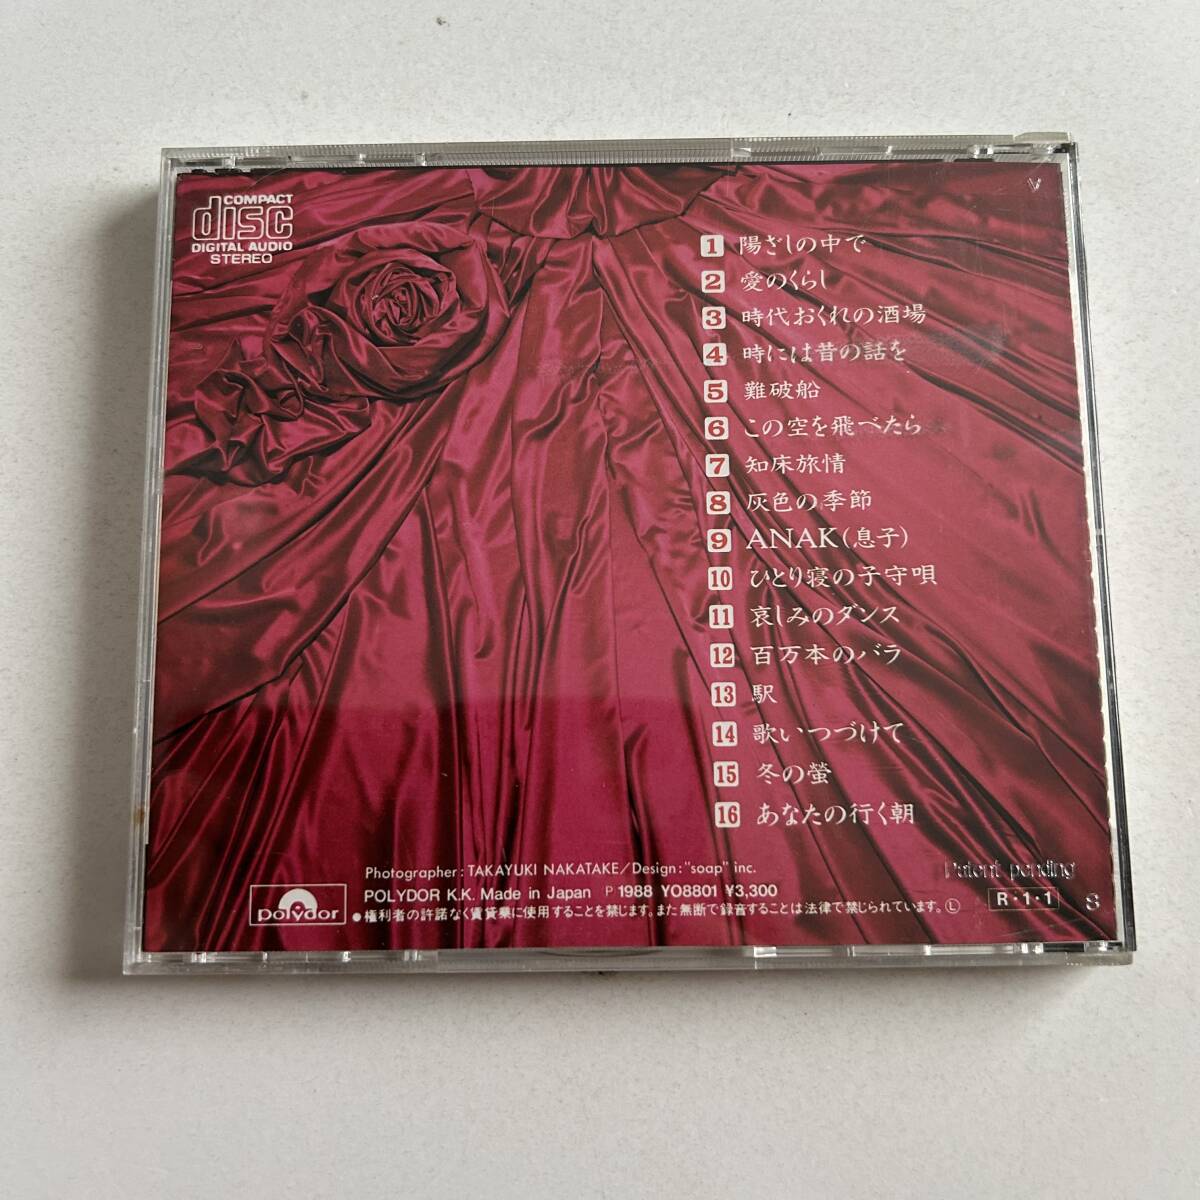 COMPACT
disc
DIGITAL AUDIO
STEREO
1 陽ざしの中で
2 愛のくらし
3 時代おくれの酒場
4 時には昔の話を
5 難破船
6 この空を飛べたら
7 知床旅情
8 灰色の季節
9 ANAK(息子)
10 ひとり寝の子守唄
11 哀しみのダンス
12 百万本のバラ
13 駅
14 歌いつづけて
15 冬の螢
16 あなたの行く朝
Photographer:TAKAYUKI NAKATAKE/Design:"soap" inc.
polydor
POLYDOR K.K. Made in Japan P1988 YO8801 ¥3,300
●権利者の許諾なく賃貸業に使用することを禁じます。また無断で録音することは法律で禁じられています。Ⓛ
Patent pending
R・1・1
8